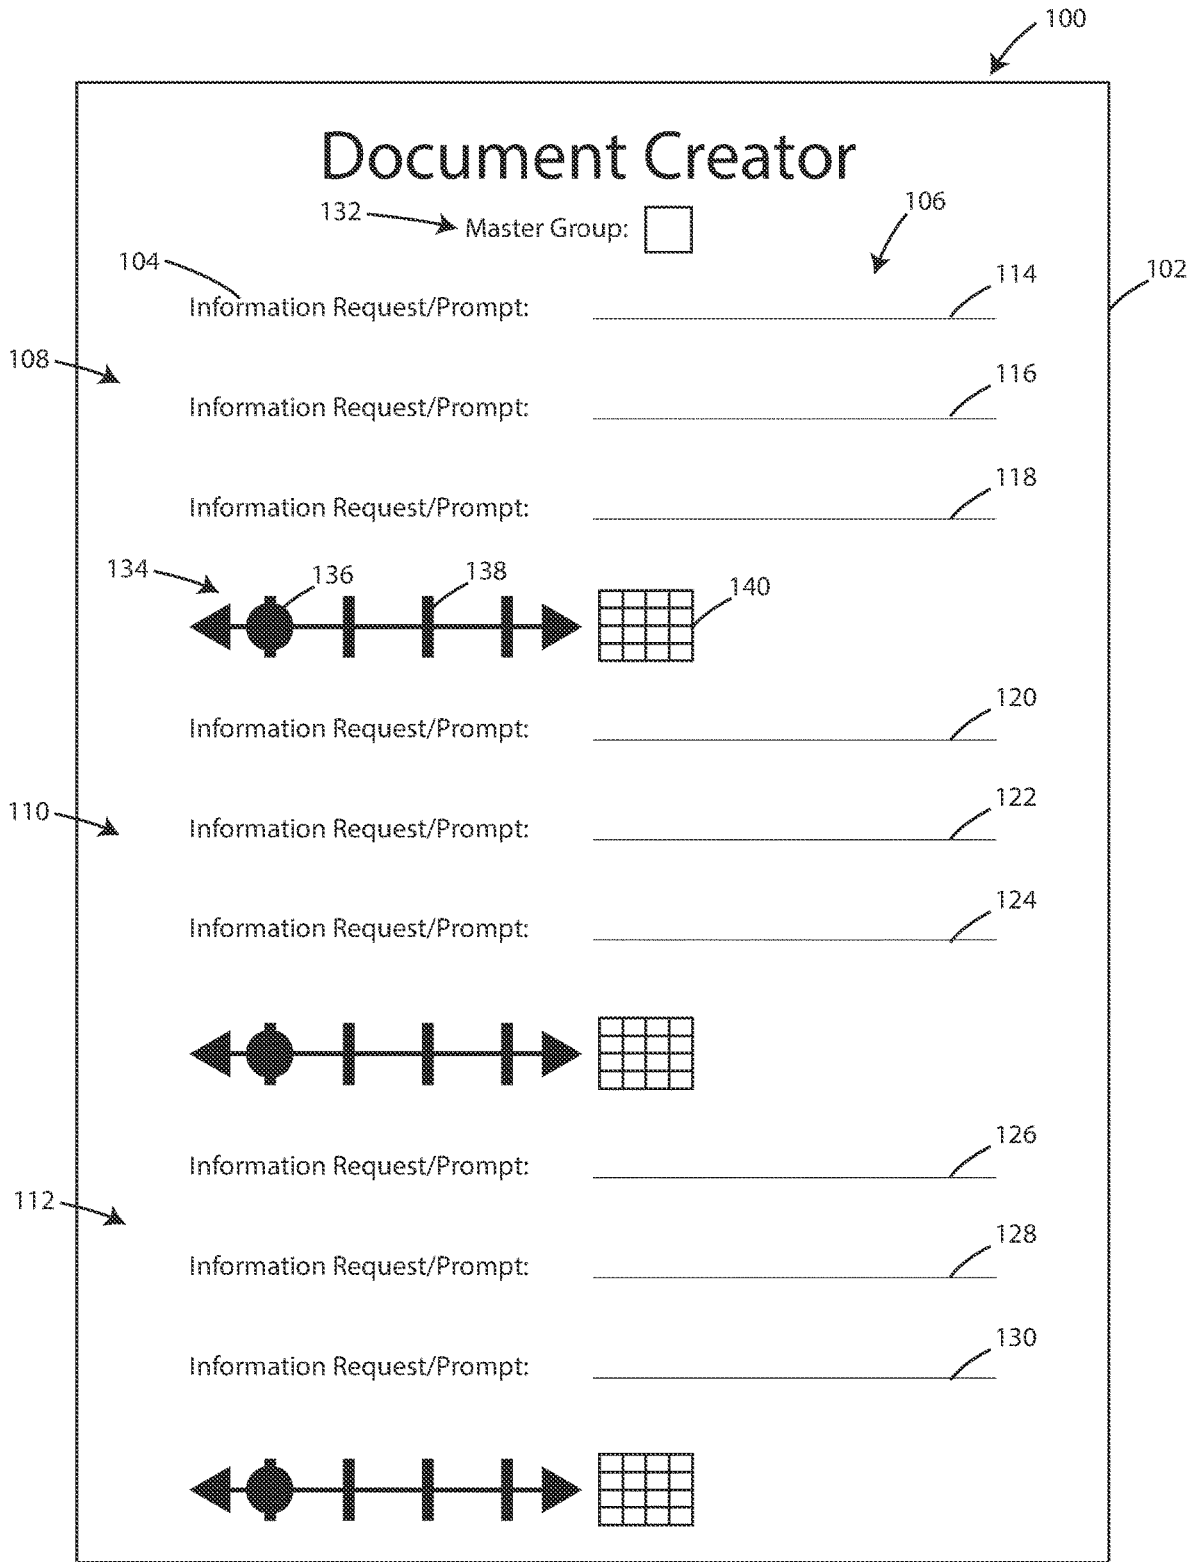 100
Document Creator
132 Master Group:
106
104
102
Information Request/Prompt: 114
108
Information Request/Prompt: 116
Information Request/Prompt: 118
134 136 138 140
Information Request/Prompt: 120
110
Information Request/Prompt: 122
Information Request/Prompt: 124
Information Request/Prompt: 126
112
Information Request/Prompt: 128
Information Request/Prompt: 130